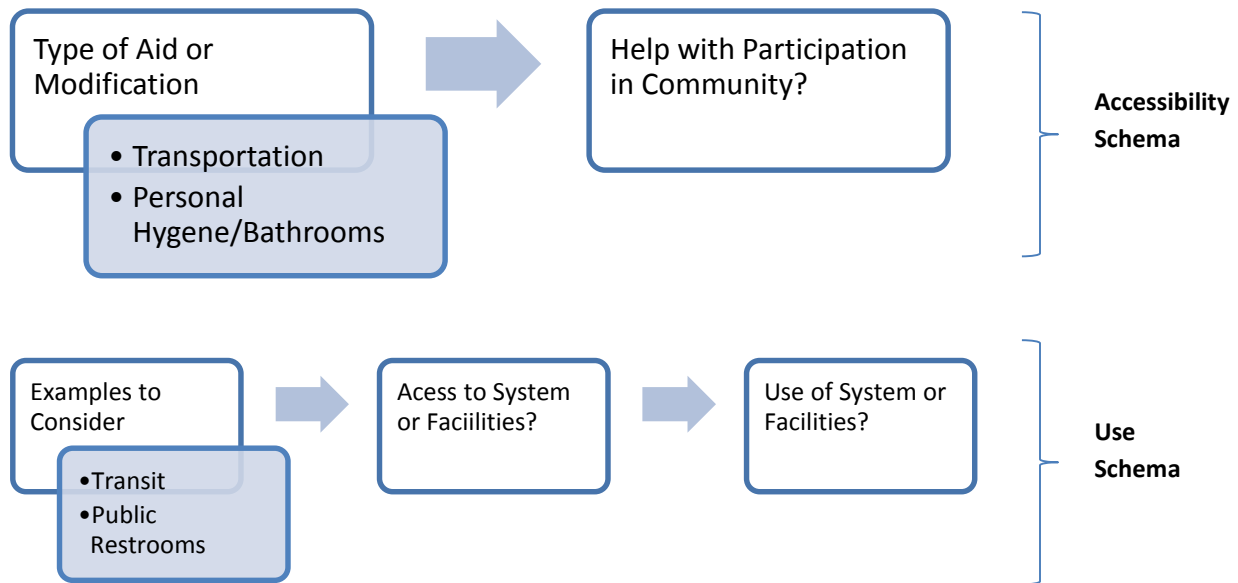 Type of Aid or
Modification
• Transportation
• Personal
Hygene/Bathrooms
Help with Participation
in Community?
Accessibility
Schema
Examples to
Consider
•Transit
•Public
Restrooms
Acess to System
or Faciilities?
Use of System or
Facilities?
Use
Schema